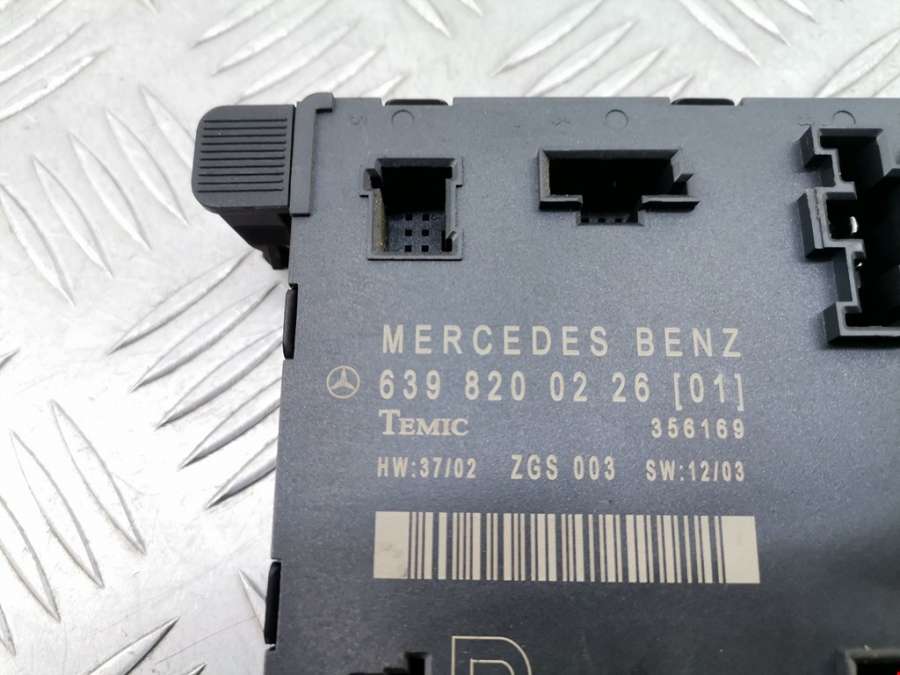 MERCEDES BENZ
639 820 02 26 [01]
TEMIC 356169
HW:37/02 ZGS 003 SW:12/03